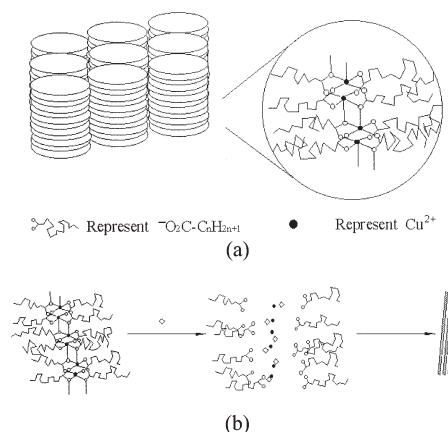 Represent ⁻O₂C-CₙH₂ₙ₊₁ Represent Cu²⁺
(a)
(b)